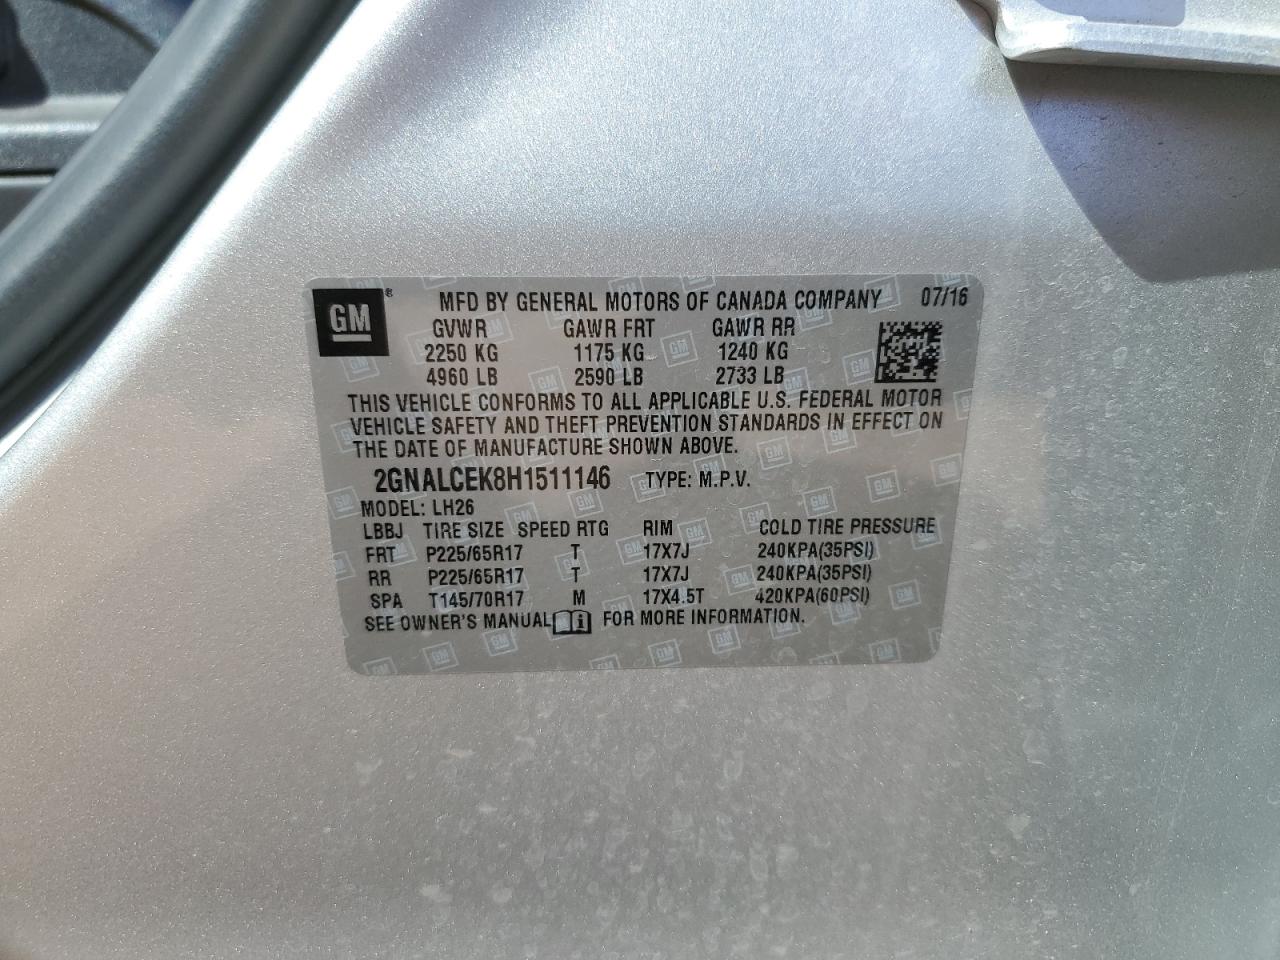 GM ® MFD BY GENERAL MOTORS OF CANADA COMPANY 07/16
GVWR GAWR FRT GAWR RR
2250 KG 1175 KG 1240 KG
4960 LB 2590 LB 2733 LB
THIS VEHICLE CONFORMS TO ALL APPLICABLE U.S. FEDERAL MOTOR
VEHICLE SAFETY AND THEFT PREVENTION STANDARDS IN EFFECT ON
THE DATE OF MANUFACTURE SHOWN ABOVE.
2GNALCEK8H1511146 TYPE: M.P.V.
MODEL: LH26
LBBJ TIRE SIZE SPEED RTG RIM COLD TIRE PRESSURE
FRT P225/65R17 T 17X7J 240KPA(35PSI)
RR P225/65R17 T 17X7J 240KPA(35PSI)
SPA T145/70R17 M 17X4.5T 420KPA(60PSI)
SEE OWNER'S MANUAL i FOR MORE INFORMATION.